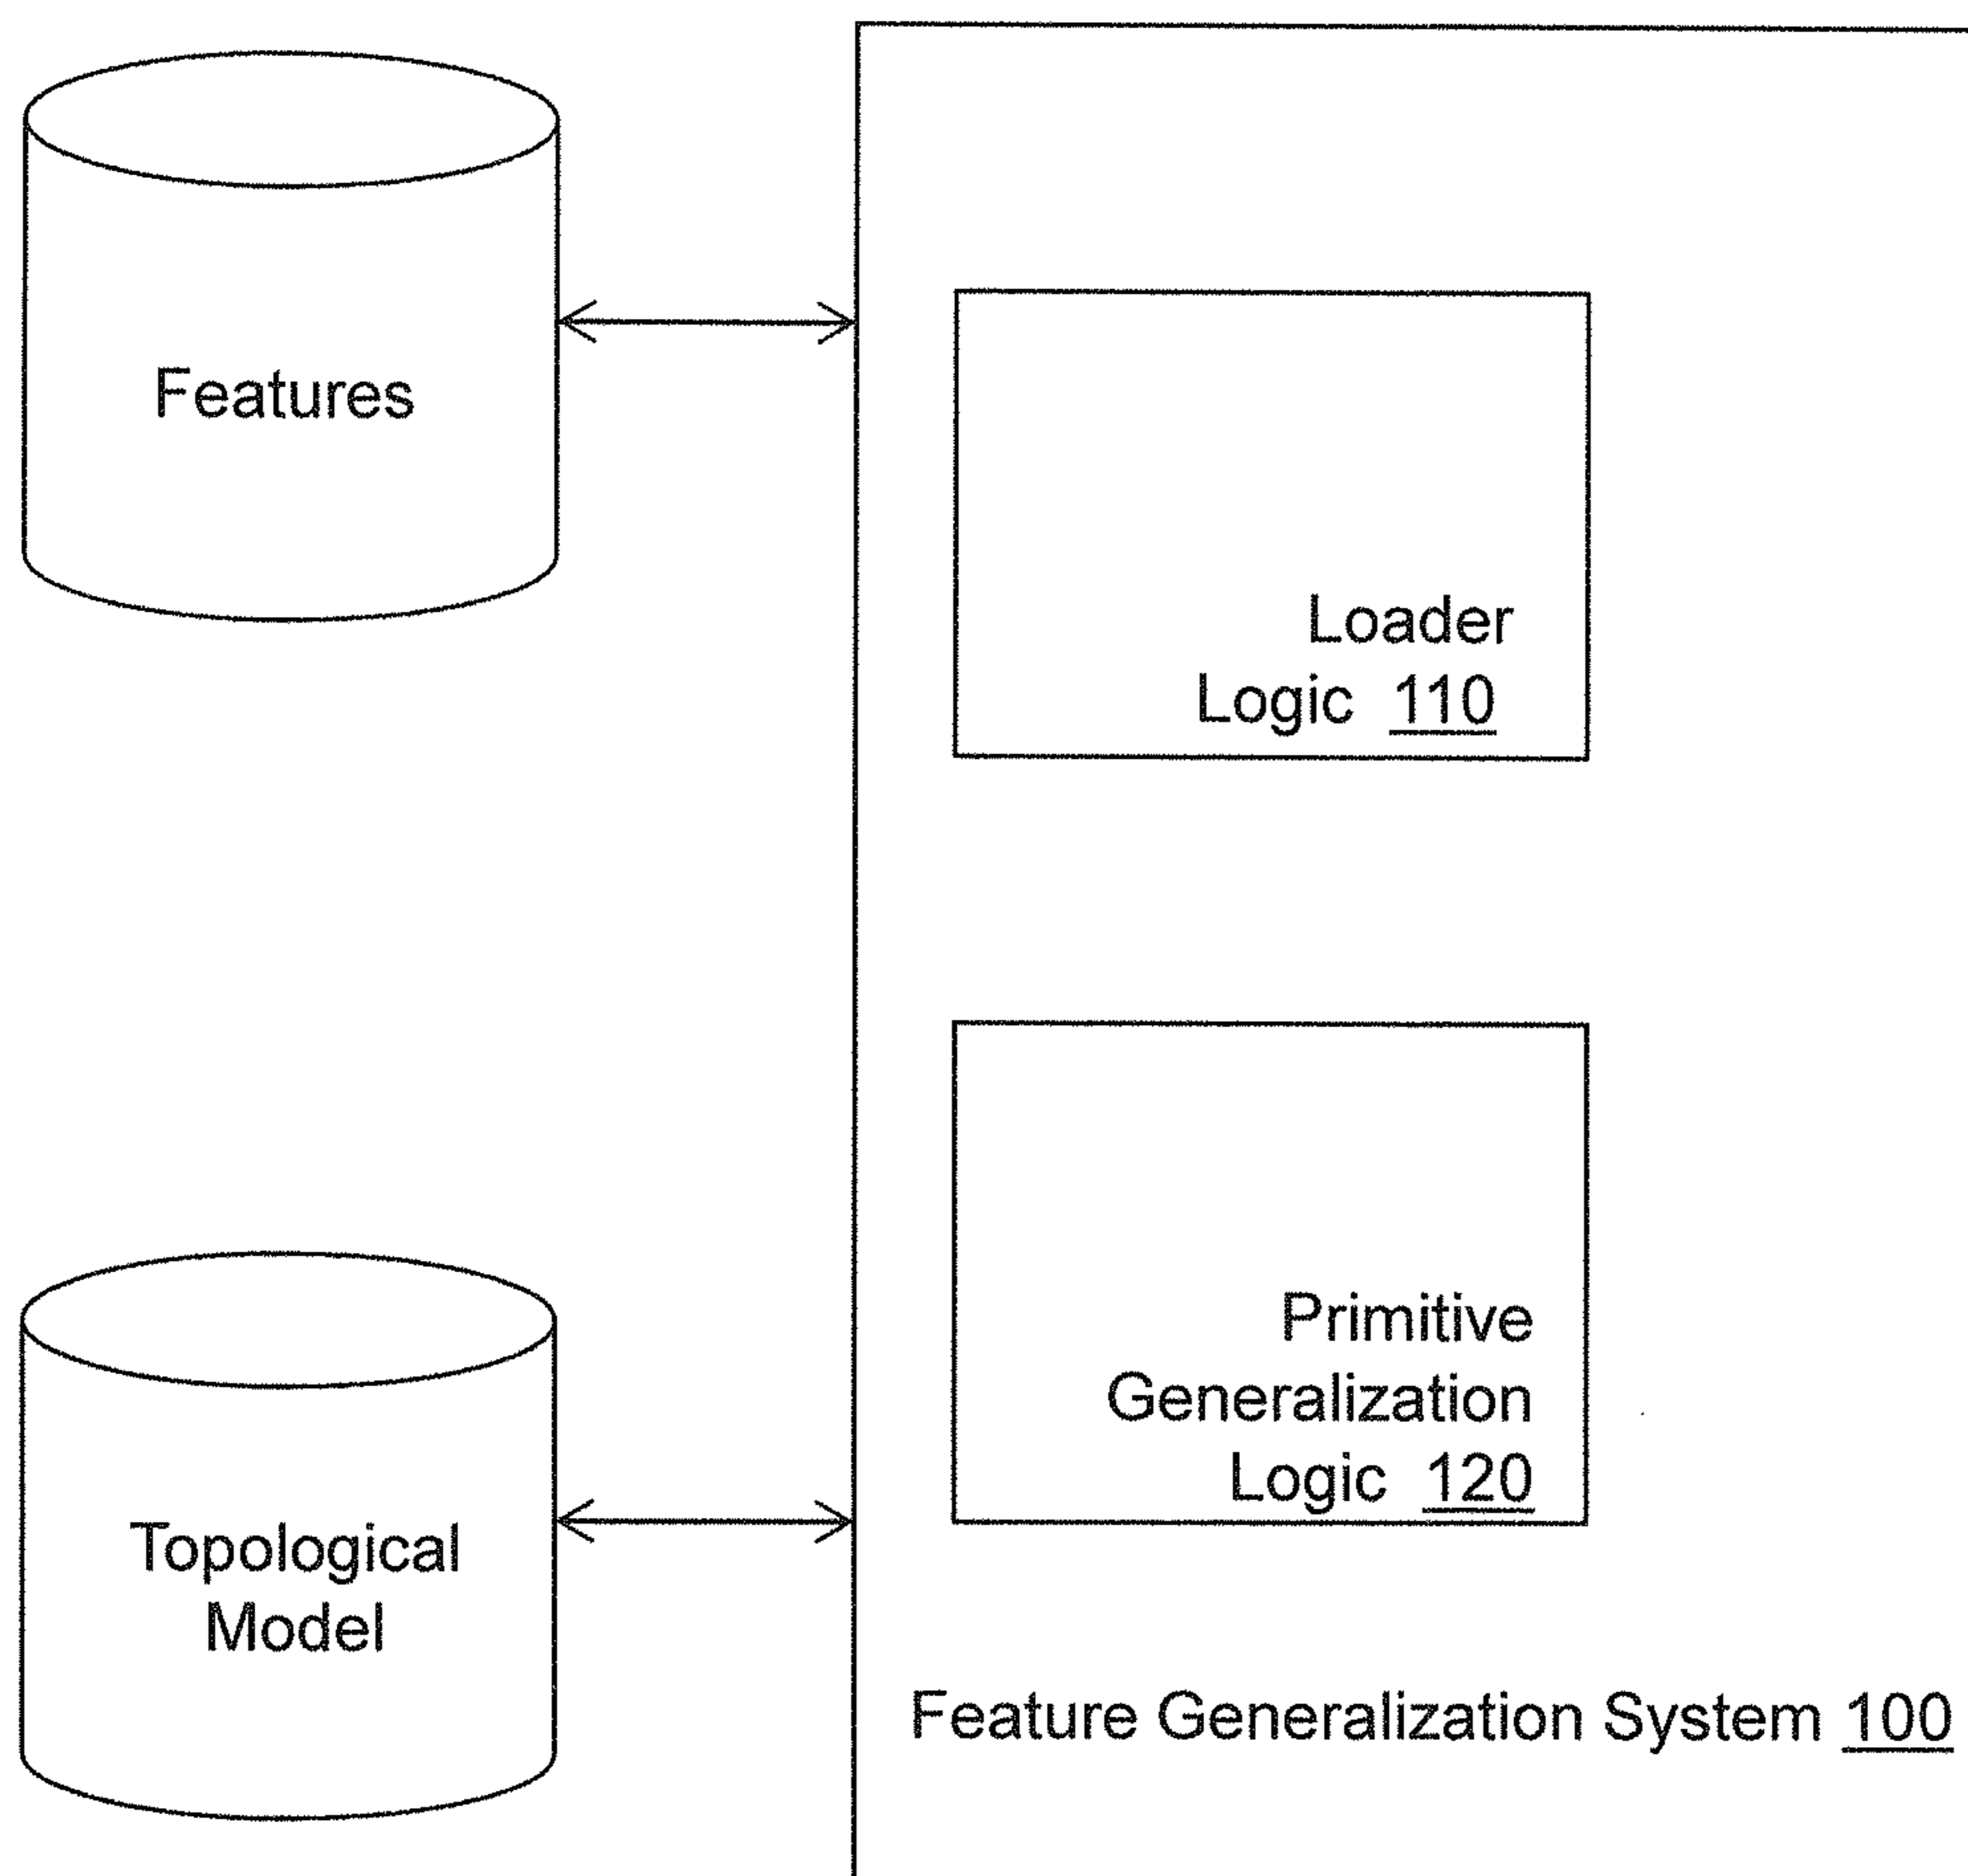 Features
Loader
Logic 110
Primitive
Generalization
Logic 120
Topological
Model
Feature Generalization System 100